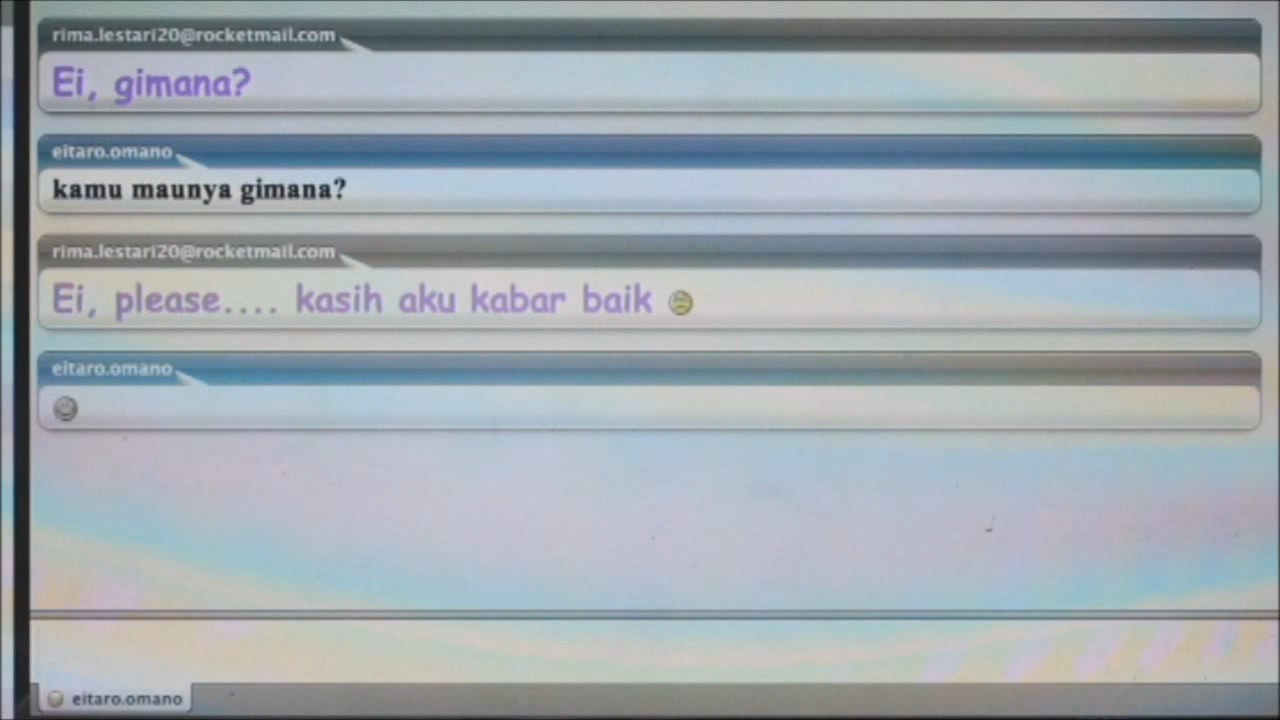 rima.lestari20@rocketmail.com
Ei, gimana?
eitaro.omano
kamu maunya gimana?
rima.lestari20@rocketmail.com
Ei, please.... kasih aku kabar baik
eitaro.omano
eitaro.omano